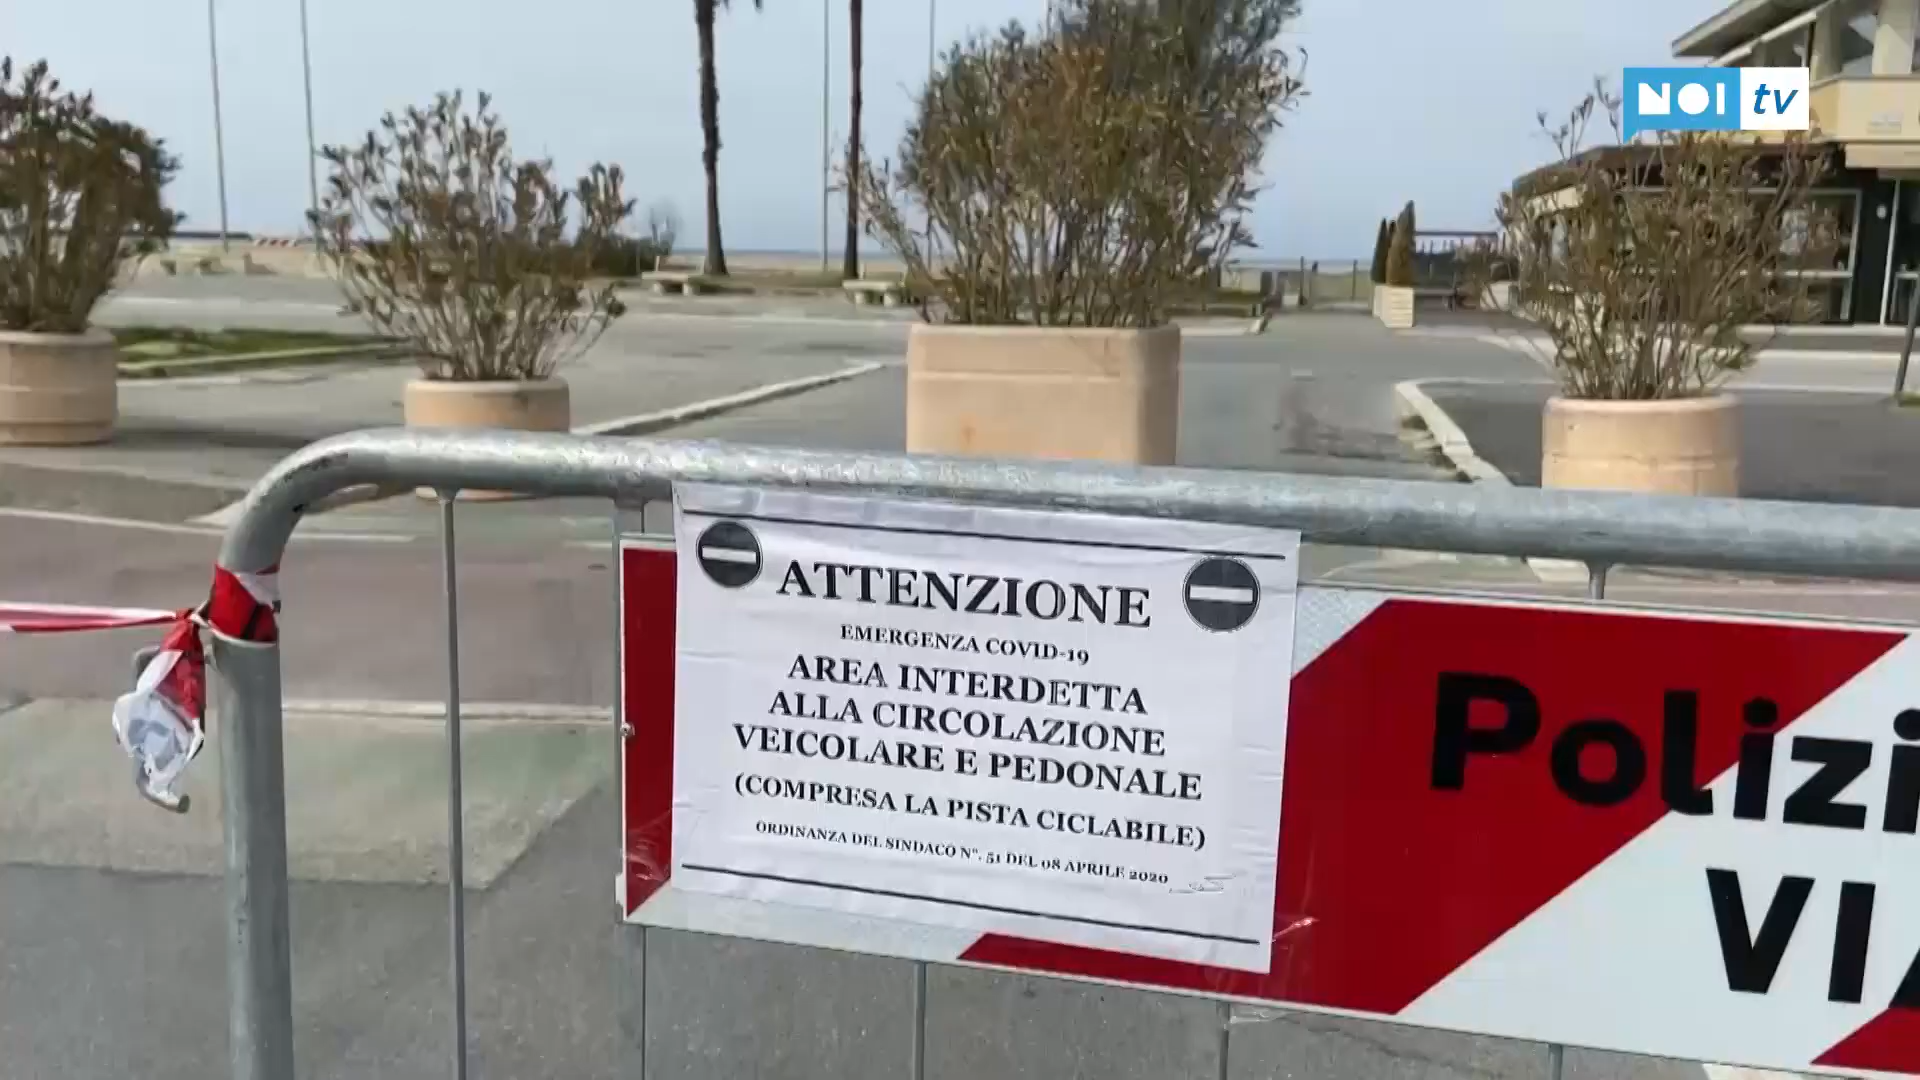 NOI tv
ATTENZIONE
EMERGENZA COVID-19
AREA INTERDETTA
ALLA CIRCOLAZIONE
VEICOLARE E PEDONALE
(COMPRESA LA PISTA CICLABILE)
ORDINANZA DEL SINDACO N°. 51 DEL 08 APRILE 2020
Polizi
VIA